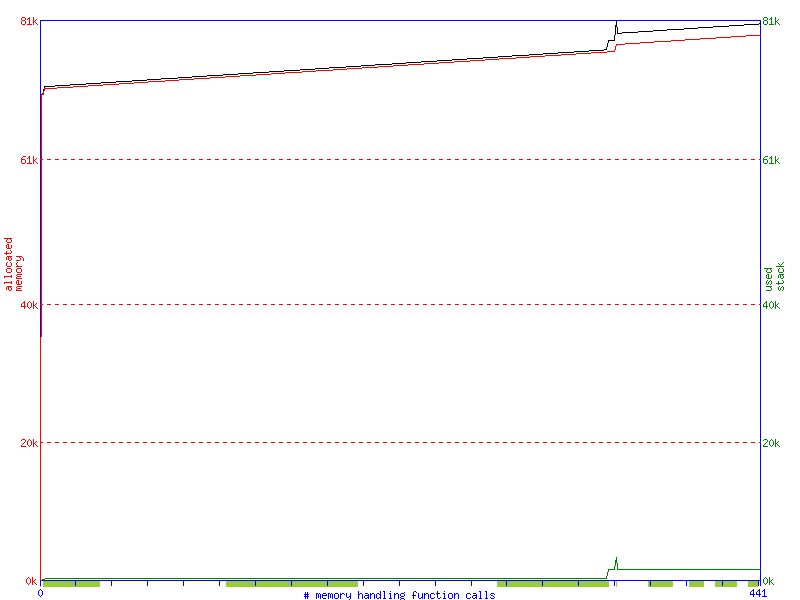 81k
81k
61k
61k
allocated
memory
used
stack
40k
40k
20k
20k
0k
0k
0
# memory handling function calls
441